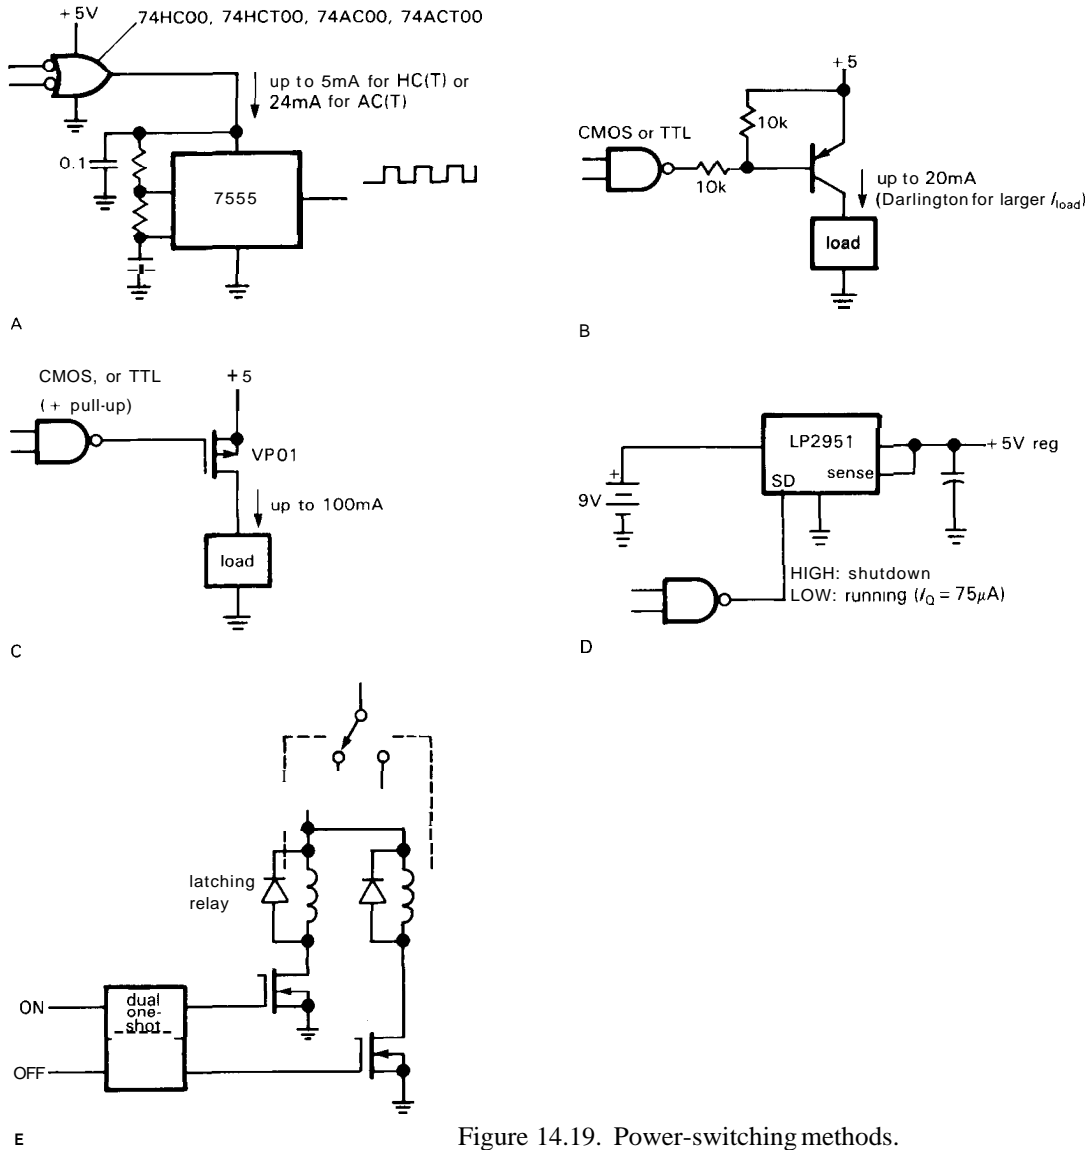 +5V
74HC00, 74HCT00, 74AC00, 74ACT00
up to 5mA for HC(T) or
24mA for AC(T)
0.1
7555
A
+5
10k
CMOS or TTL
10k
up to 20mA
(Darlington for larger Iload)
load
B
CMOS, or TTL
(+ pull-up)
+5
VP01
up to 100mA
load
C
LP2951
+5V reg
sense
SD
+
9V
HIGH: shutdown
LOW: running (IQ = 75μA)
D
latching
relay
ON
dual
one-
shot
OFF
E
Figure 14.19. Power-switching methods.